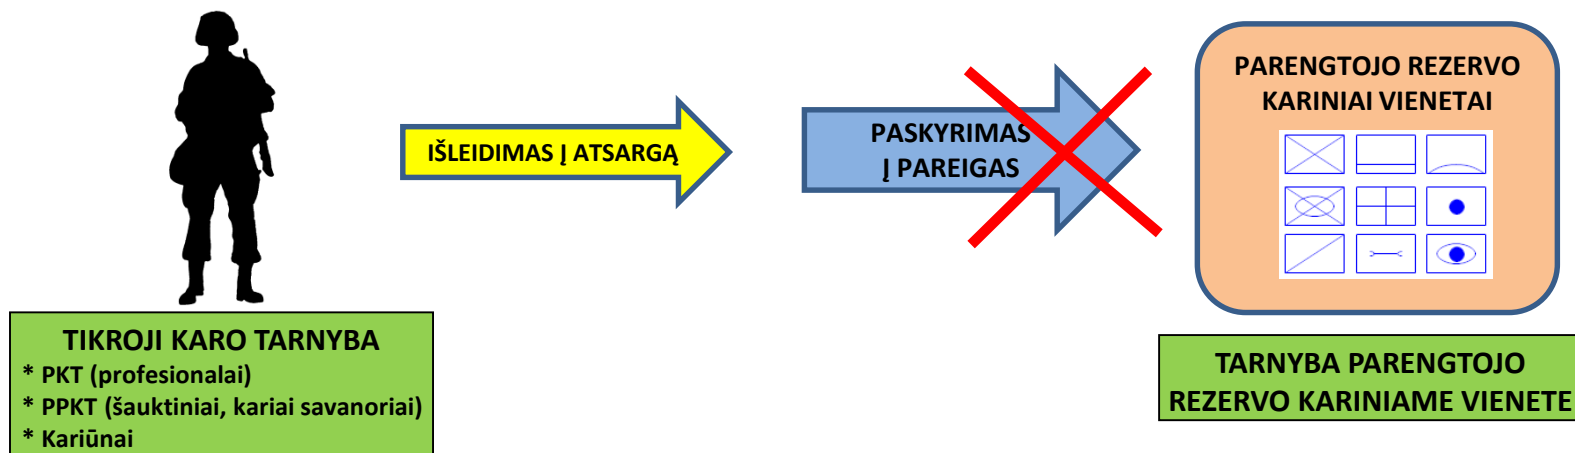 IŠLEIDIMAS Į ATSARGĄ
PASKYRIMAS
Į PAREIGAS
PARENGTOJO REZERVO
KARINIAI VIENETAI
TIKROJI KARO TARNYBA
* PKT (profesionalai)
* PPKT (šauktiniai, kariai savanoriai)
* Kariūnai
TARNYBA PARENGTOJO
REZERVO KARINIAME VIENETE